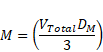 M = (V_Total D_M / 3)